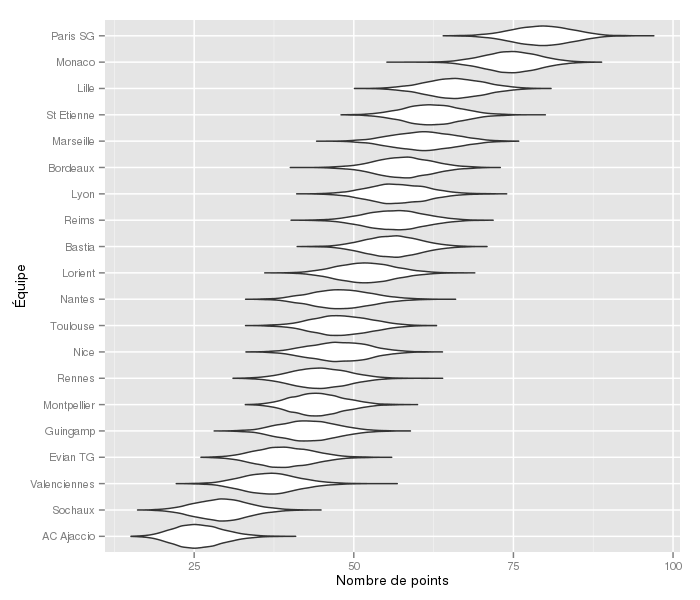 Paris SG
Monaco
Lille
St Etienne
Marseille
Bordeaux
Lyon
Reims
Bastia
Lorient
Nantes
Toulouse
Nice
Rennes
Montpellier
Guingamp
Evian TG
Valenciennes
Sochaux
AC Ajaccio
Équipe
25 50 75 100
Nombre de points